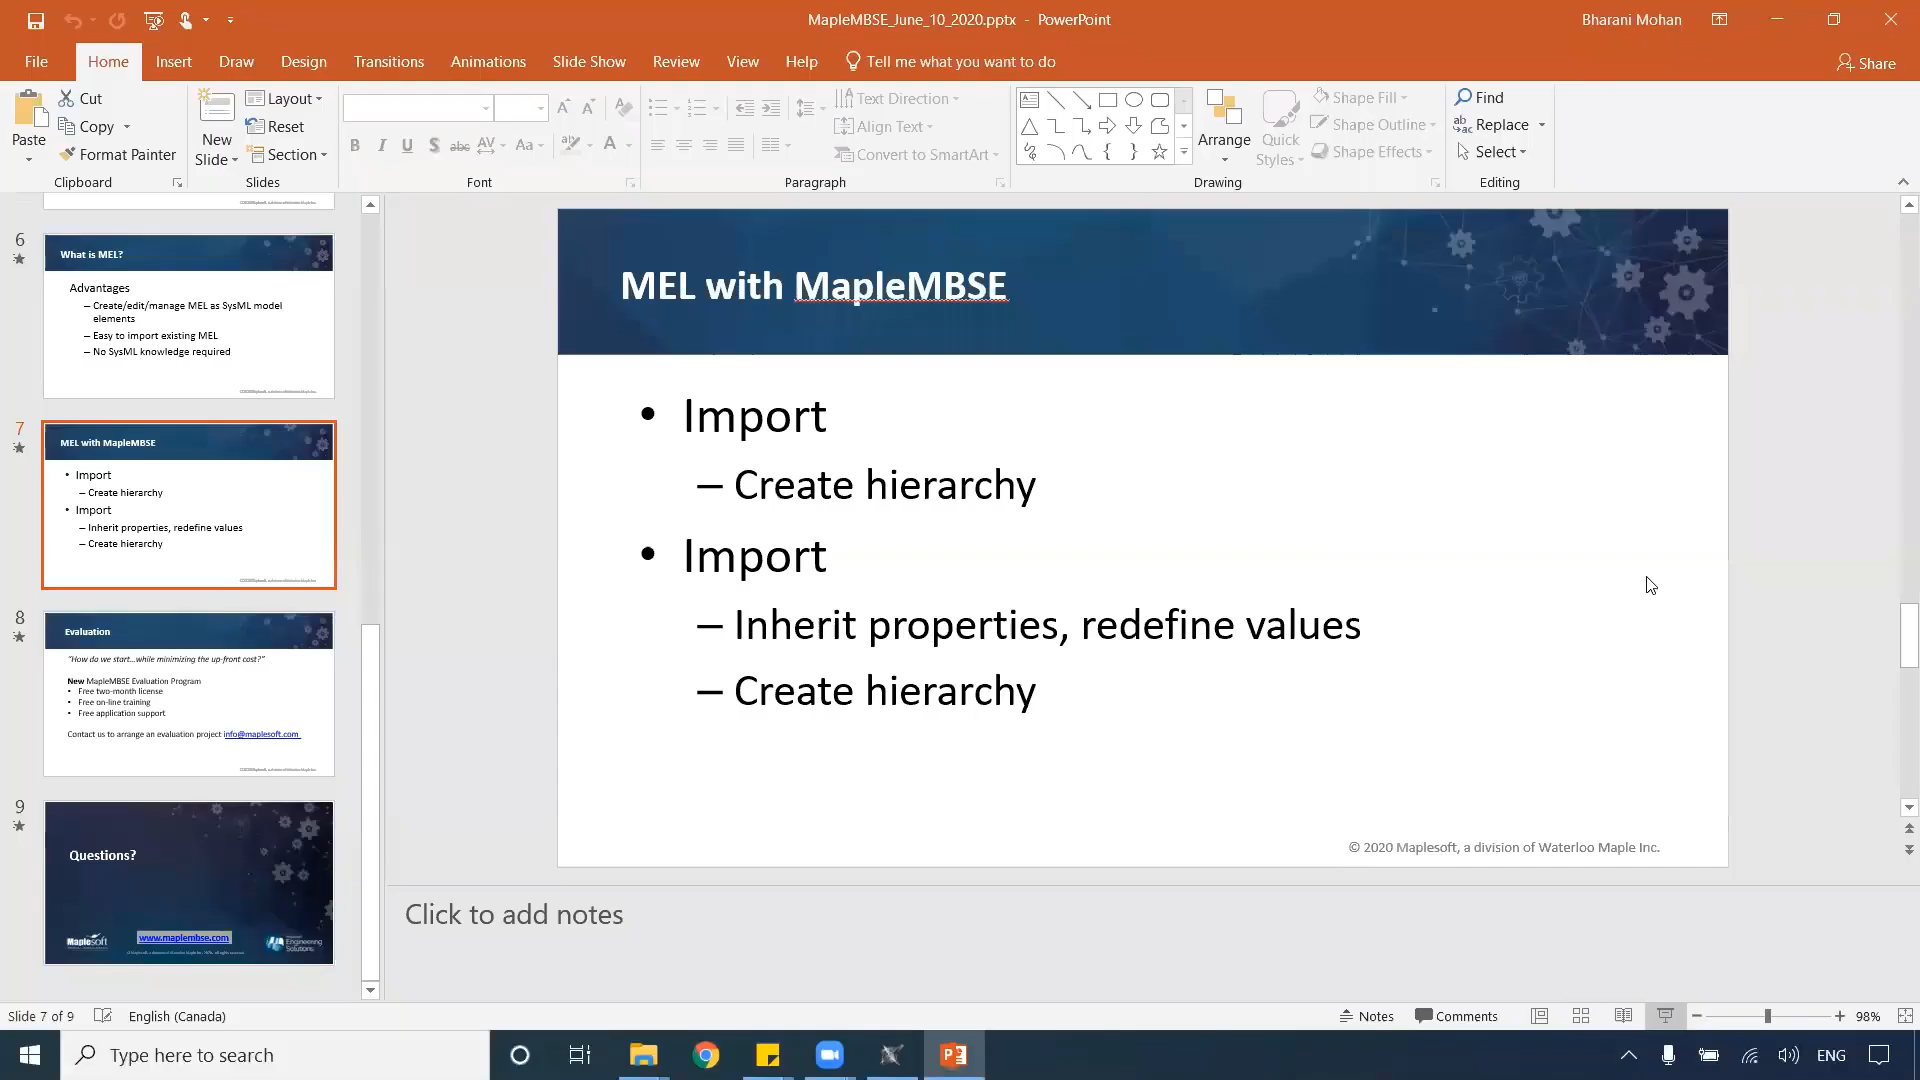 MapleMBSE_June_10_2020.pptx - PowerPoint
Bharani Mohan
File Home Insert Draw Design Transitions Animations Slide Show Review View Help Tell me what you want to do Share
Paste
Cut
Copy
Format Painter
Clipboard
New
Slide
Layout
Reset
Section
Slides
B I U S abc AV Aa A
Font
Text Direction
Align Text
Convert to SmartArt
Paragraph
Arrange
Quick
Styles
Shape Fill
Shape Outline
Shape Effects
Drawing
Find
Replace
Select
Editing
6
What is MEL?
Advantages
– Create/edit/manage MEL as SysML model
elements
– Easy to import existing MEL
– No SysML knowledge required
7
MEL with MapleMBSE
• Import
– Create hierarchy
• Import
– Inherit properties, redefine values
– Create hierarchy
8
Evaluation
“How do we start...while minimizing the up-front cost?”
New MapleMBSE Evaluation Program
• Free two-month license
• Free on-line training
• Free application support
Contact us to arrange an evaluation project info@maplesoft.com
9
Questions?
Maplesoft
www.maplembse.com
Engineering
Solutions
MEL with MapleMBSE
• Import
– Create hierarchy
• Import
– Inherit properties, redefine values
– Create hierarchy
© 2020 Maplesoft, a division of Waterloo Maple Inc.
Click to add notes
Slide 7 of 9 English (Canada) Notes Comments 98%
Type here to search
ENG